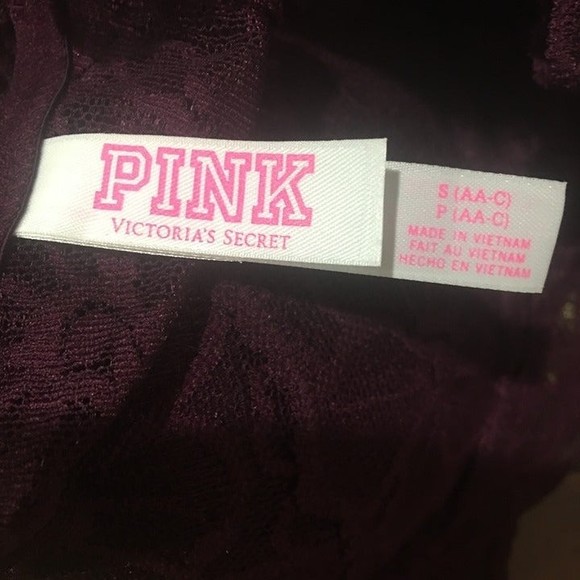 PINK
VICTORIA'S SECRET
S (AA-C)
P (AA-C)
MADE IN VIETNAM
FAIT AU VIETNAM
HECHO EN VIETNAM